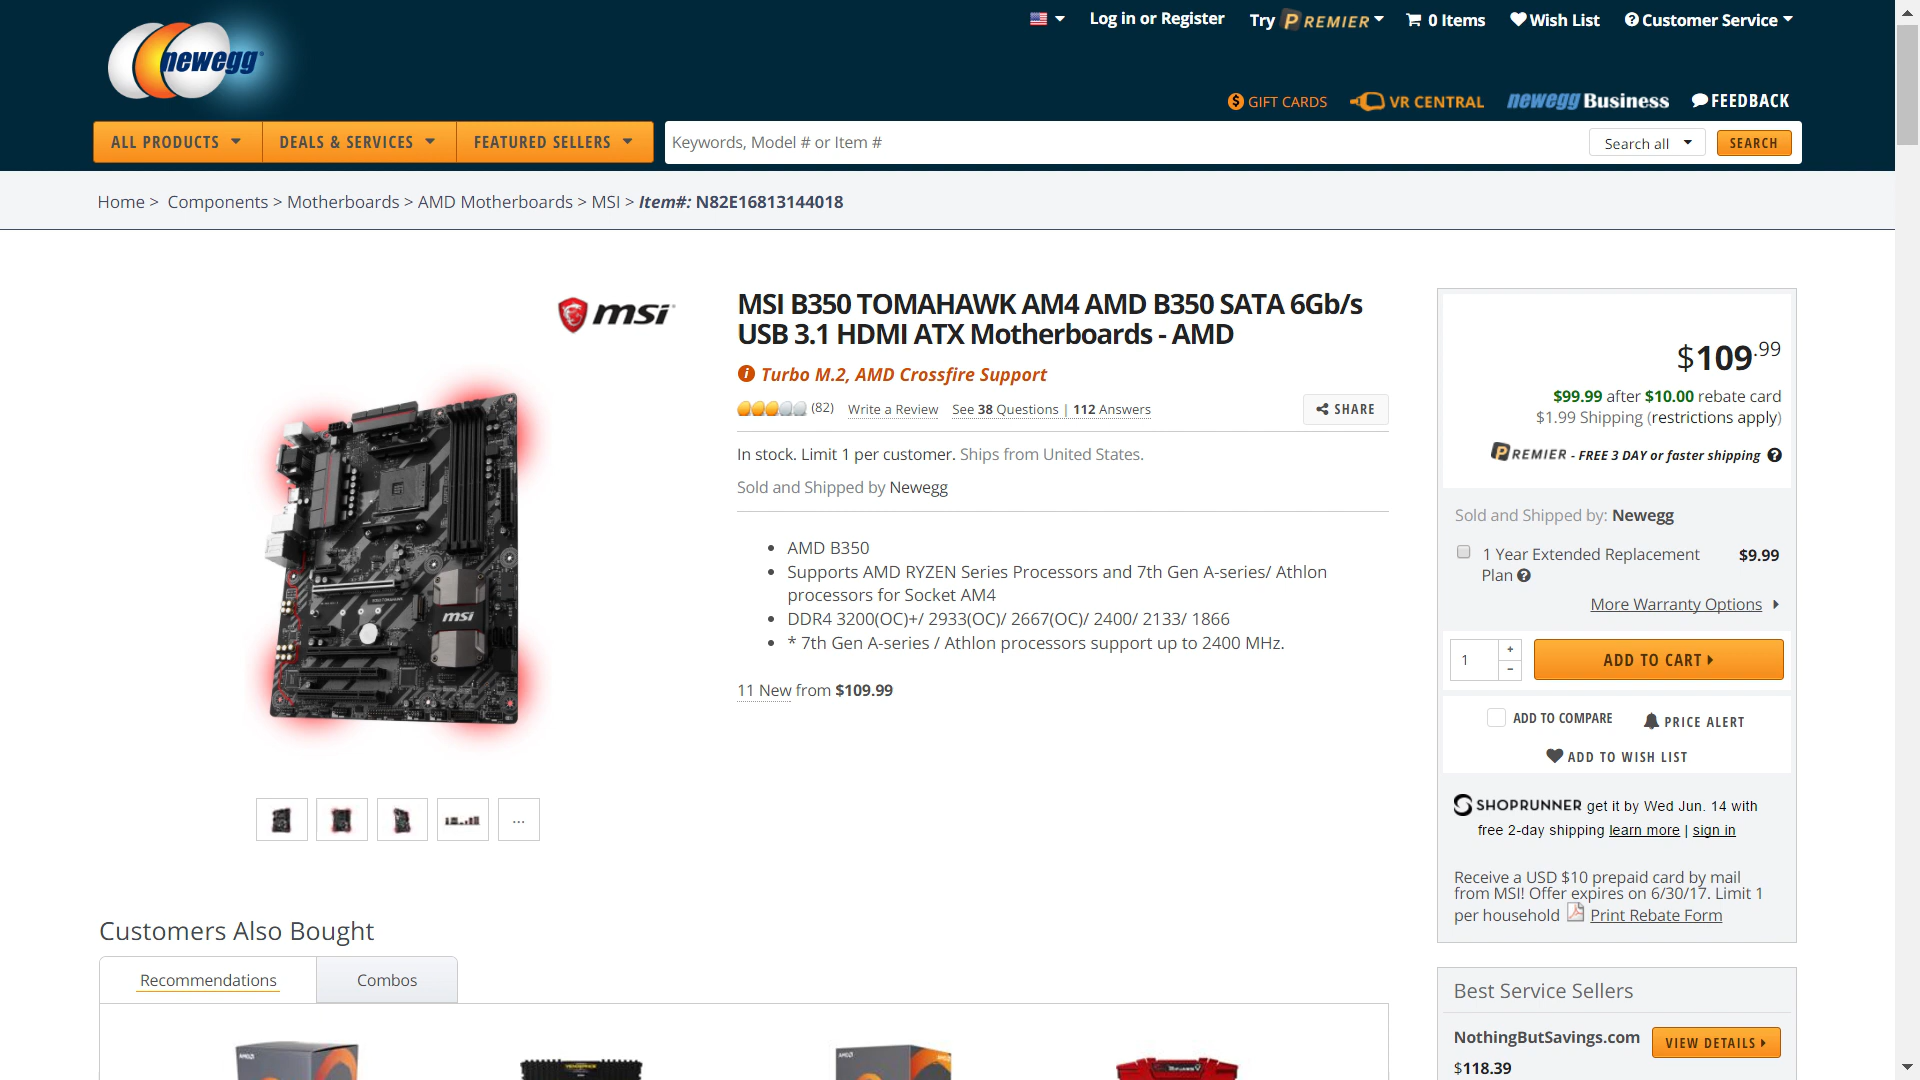 Log in or Register
Try PREMIER
0 Items
Wish List
Customer Service
newegg
GIFT CARDS
VR CENTRAL
newegg Business
FEEDBACK
ALL PRODUCTS
DEALS & SERVICES
FEATURED SELLERS
Keywords, Model # or Item #
Search all
SEARCH
Home > Components > Motherboards > AMD Motherboards > MSI > Item#: N82E16813144018
msi
msi
MSI B350 TOMAHAWK AM4 AMD B350 SATA 6Gb/s
USB 3.1 HDMI ATX Motherboards - AMD
Turbo M.2, AMD Crossfire Support
(82)
Write a Review
See 38 Questions | 112 Answers
SHARE
In stock. Limit 1 per customer. Ships from United States.
Sold and Shipped by Newegg
• AMD B350
• Supports AMD RYZEN Series Processors and 7th Gen A-series/ Athlon
processors for Socket AM4
• DDR4 3200(OC)+/ 2933(OC)/ 2667(OC)/ 2400/ 2133/ 1866
• * 7th Gen A-series / Athlon processors support up to 2400 MHz.
11 New from $109.99
...
$109.99
$99.99 after $10.00 rebate card
$1.99 Shipping (restrictions apply)
PREMIER - FREE 3 DAY or faster shipping
Sold and Shipped by: Newegg
1 Year Extended Replacement
Plan
$9.99
More Warranty Options
1
+
-
ADD TO CART
ADD TO COMPARE
PRICE ALERT
ADD TO WISH LIST
SHOPRUNNER get it by Wed Jun. 14 with
free 2-day shipping learn more | sign in
Receive a USD $10 prepaid card by mail
from MSI! Offer expires on 6/30/17. Limit 1
per household Print Rebate Form
Customers Also Bought
Recommendations
Combos
AMD
VENGEANCE
AMD
Best Service Sellers
NothingButSavings.com
VIEW DETAILS
$118.39